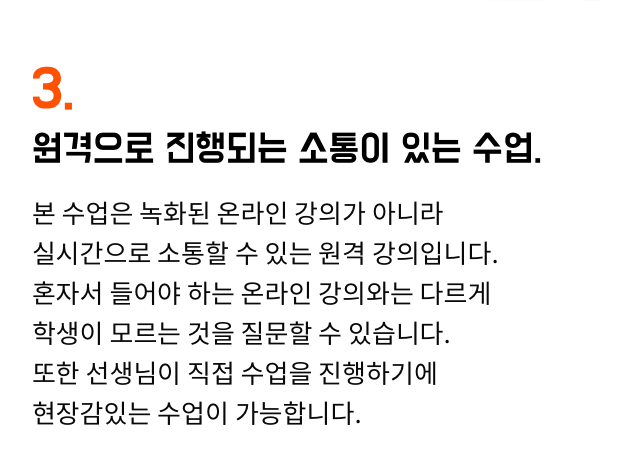 3.
원격으로 진행되는 소통이 있는 수업.
본 수업은 녹화된 온라인 강의가 아니라
실시간으로 소통할 수 있는 원격 강의입니다.
혼자서 들어야 하는 온라인 강의와는 다르게
학생이 모르는 것을 질문할 수 있습니다.
또한 선생님이 직접 수업을 진행하기에
현장감있는 수업이 가능합니다.